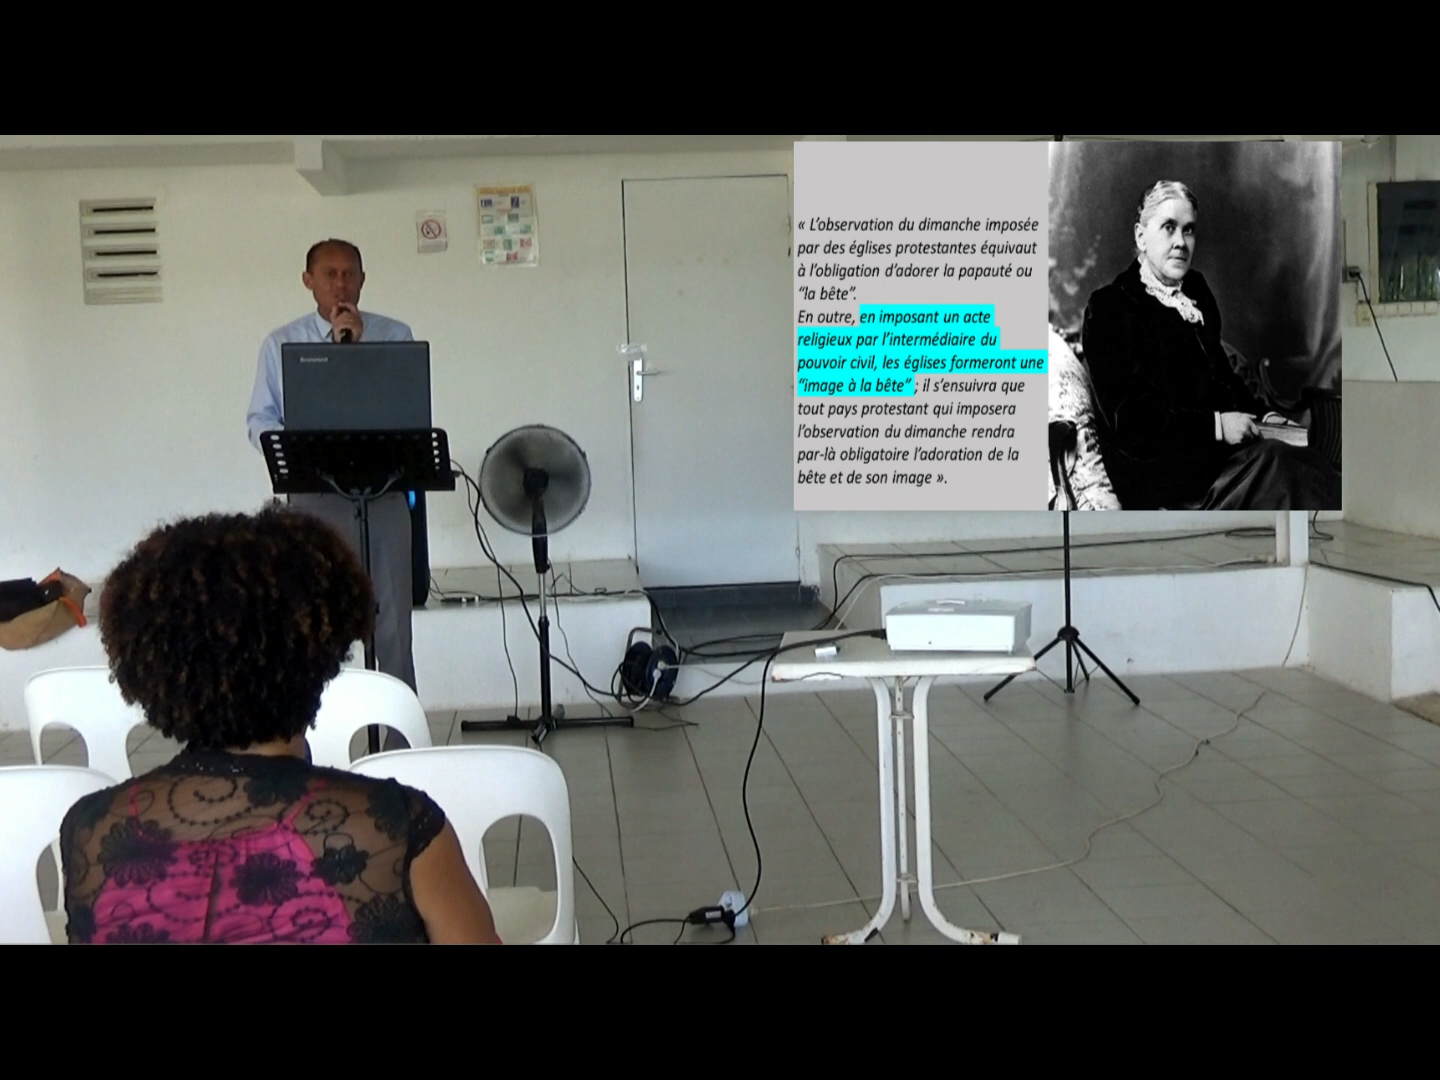 « L’observation du dimanche imposée
par des églises protestantes équivaut
à l’obligation d’adorer la papauté ou
“la bête”.
En outre, en imposant un acte
religieux par l’intermédiaire du
pouvoir civil, les églises formeront une
“image à la bête” ; il s’ensuivra que
tout pays protestant qui imposera
l’observation du dimanche rendra
par-là obligatoire l’adoration de la
bête et de son image ».